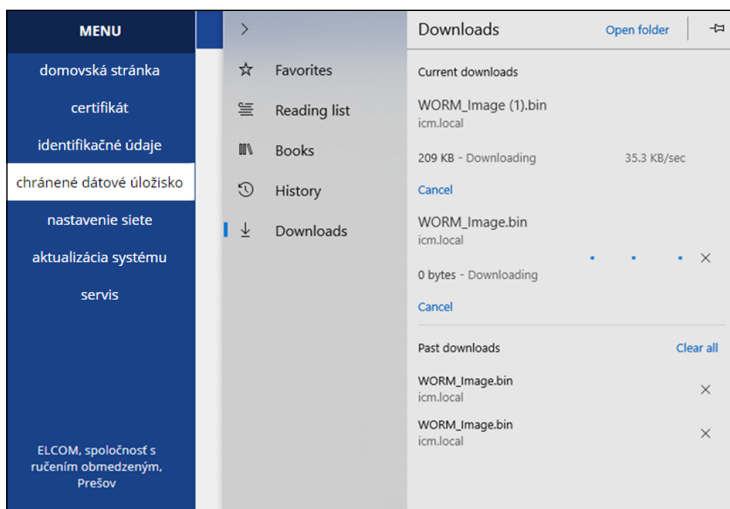 MENU
domovská stránka
certifikát
identifikačné údaje
chránené dátové úložisko
nastavenie siete
aktualizácia systému
servis
ELCOM, spoločnosť s
ručením obmedzeným,
Prešov
Favorites
Reading list
Books
History
Downloads
Downloads
Open folder
Current downloads
WORM_Image (1).bin
icm.local
209 KB - Downloading
35.3 KB/sec
Cancel
WORM_Image.bin
icm.local
0 bytes - Downloading
Cancel
Past downloads
Clear all
WORM_Image.bin
icm.local
WORM_Image.bin
icm.local